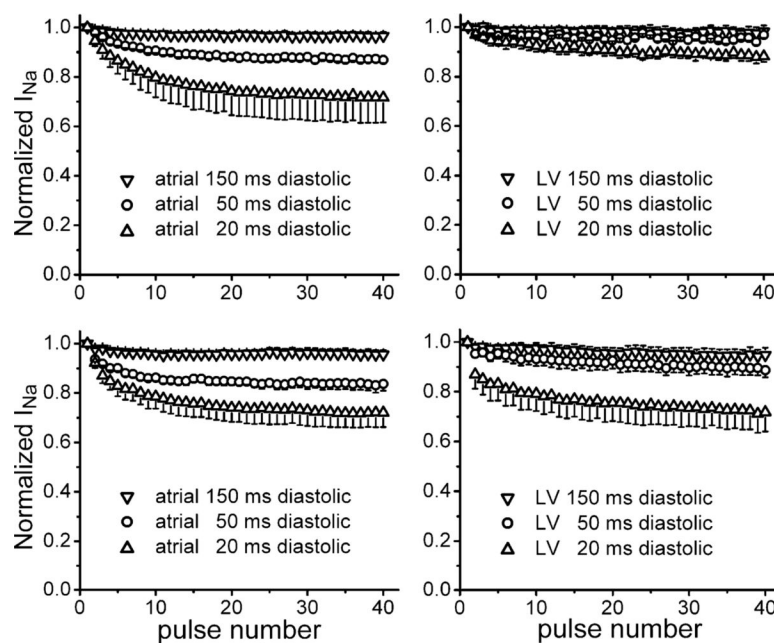 Normalized I_Na
1.0
0.8
0.6
0.4
0.2
0.0
atrial 150 ms diastolic
atrial 50 ms diastolic
atrial 20 ms diastolic
0 10 20 30 40
1.0
0.8
0.6
0.4
0.2
0.0
LV 150 ms diastolic
LV 50 ms diastolic
LV 20 ms diastolic
0 10 20 30 40
Normalized I_Na
1.0
0.8
0.6
0.4
0.2
0.0
atrial 150 ms diastolic
atrial 50 ms diastolic
atrial 20 ms diastolic
0 10 20 30 40
pulse number
1.0
0.8
0.6
0.4
0.2
0.0
LV 150 ms diastolic
LV 50 ms diastolic
LV 20 ms diastolic
0 10 20 30 40
pulse number